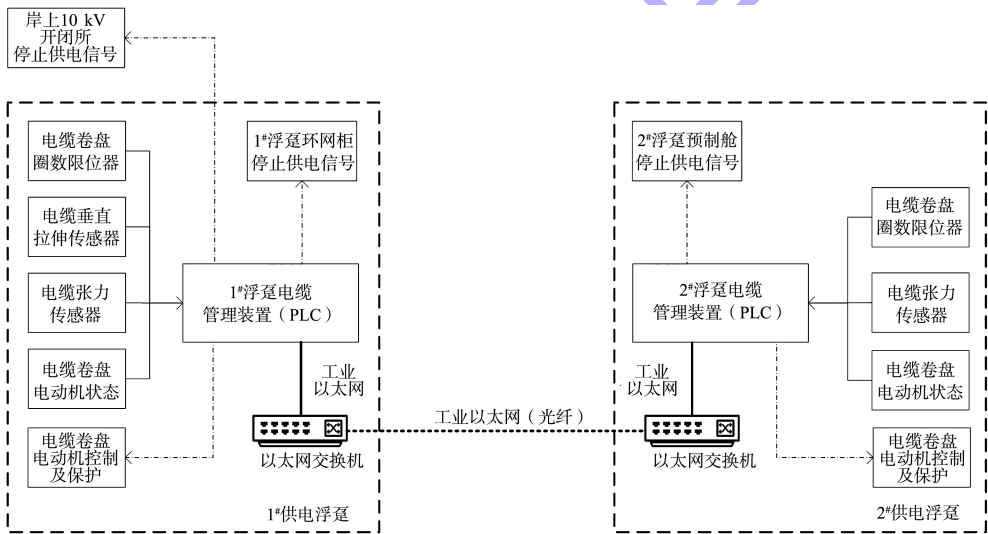 岸上10 kV
开闭所
停止供电信号
电缆卷盘
圈数限位器
电缆垂直
拉伸传感器
电缆张力
传感器
电缆卷盘
电动机状态
电缆卷盘
电动机控制
及保护
1#浮趸环网柜
停止供电信号
1#浮趸电缆
管理装置（PLC）
工业
以太网
以太网交换机
1#供电浮趸
工业以太网（光纤）
2#浮趸预制舱
停止供电信号
2#浮趸电缆
管理装置（PLC）
工业
以太网
以太网交换机
电缆卷盘
圈数限位器
电缆张力
传感器
电缆卷盘
电动机状态
电缆卷盘
电动机控制
及保护
2#供电浮趸